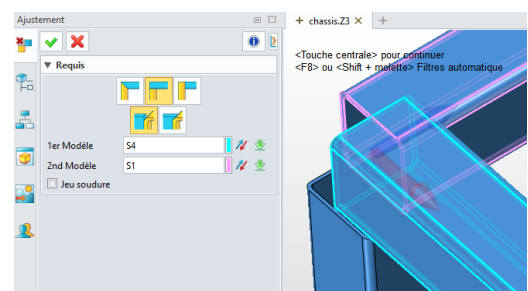 Ajustement
+ chassis.Z3 × +
▼ Requis
1er Modèle S4
2nd Modèle S1
Jeu soudure
<Touche centrale> pour continuer
<F8> ou <Shift + molette> Filtres automatique